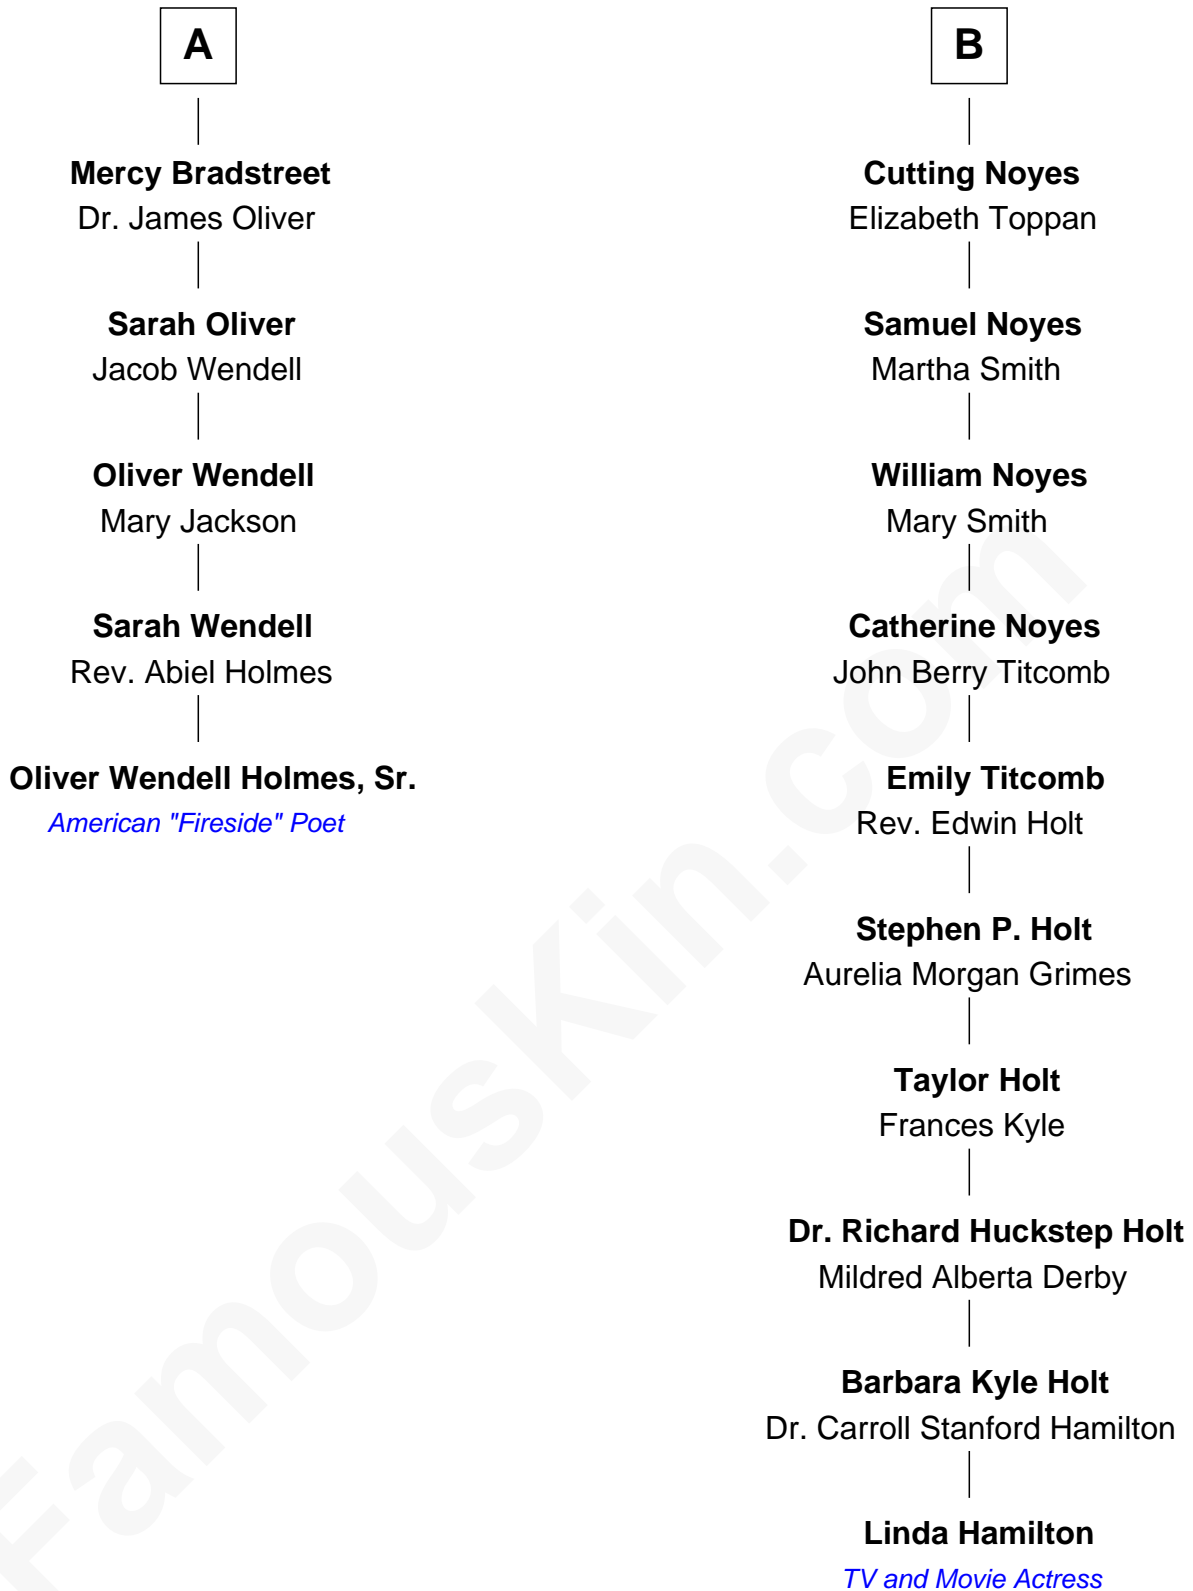 A
Mercy Bradstreet
Dr. James Oliver
Sarah Oliver
Jacob Wendell
Oliver Wendell
Mary Jackson
Sarah Wendell
Rev. Abiel Holmes
Oliver Wendell Holmes, Sr.
American "Fireside" Poet
B
Cutting Noyes
Elizabeth Toppan
Samuel Noyes
Martha Smith
William Noyes
Mary Smith
Catherine Noyes
John Berry Titcomb
Emily Titcomb
Rev. Edwin Holt
Stephen P. Holt
Aurelia Morgan Grimes
Taylor Holt
Frances Kyle
Dr. Richard Huckstep Holt
Mildred Alberta Derby
Barbara Kyle Holt
Dr. Carroll Stanford Hamilton
Linda Hamilton
TV and Movie Actress
FamousKin.com